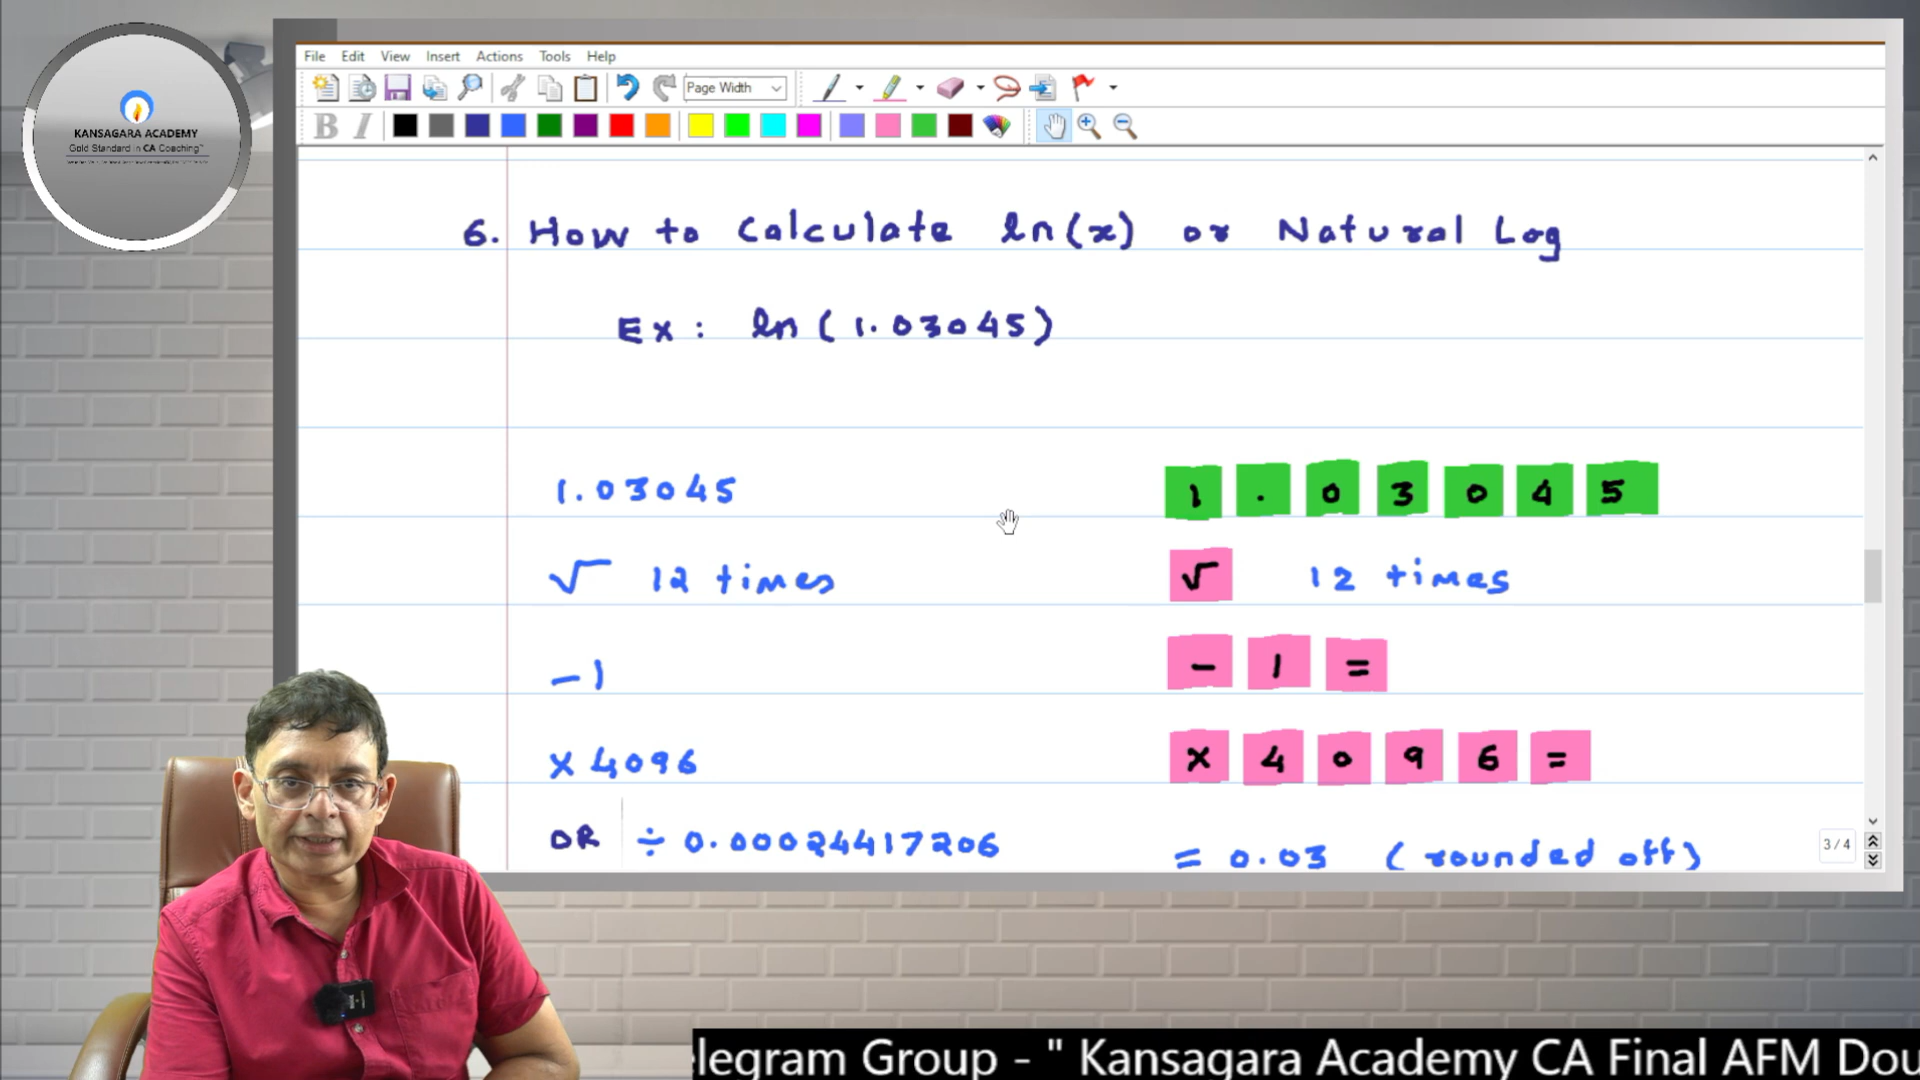 KANSAGARA ACADEMY
Gold Standard in CA Coaching™
File Edit View Insert Actions Tools Help
Page Width
B I
6. How to Calculate ln(x) or Natural Log
Ex: ln(1.03045)
1.03045
1 . 0 3 0 4 5
√ 12 times
√ 12 times
-1
- 1 =
× 4096
× 4 0 9 6 =
OR ÷ 0.00024417206
= 0.03 (rounded off)
3 / 4
elegram Group - " Kansagara Academy CA Final AFM Dou